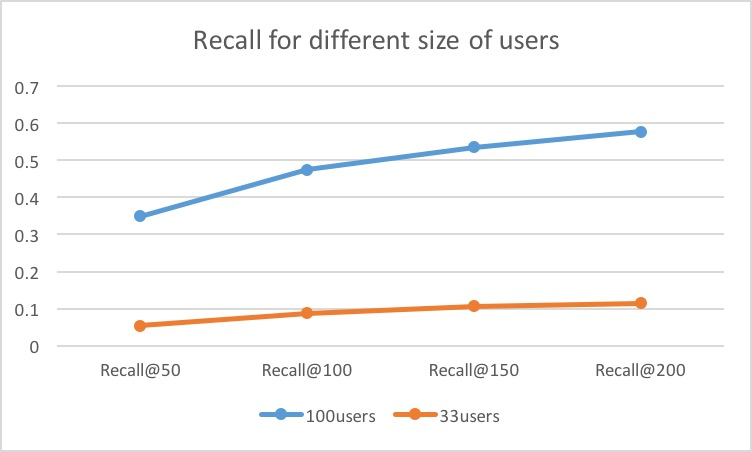 Recall for different size of users
0.7
0.6
0.5
0.4
0.3
0.2
0.1
0
Recall@50 Recall@100 Recall@150 Recall@200
100users 33users